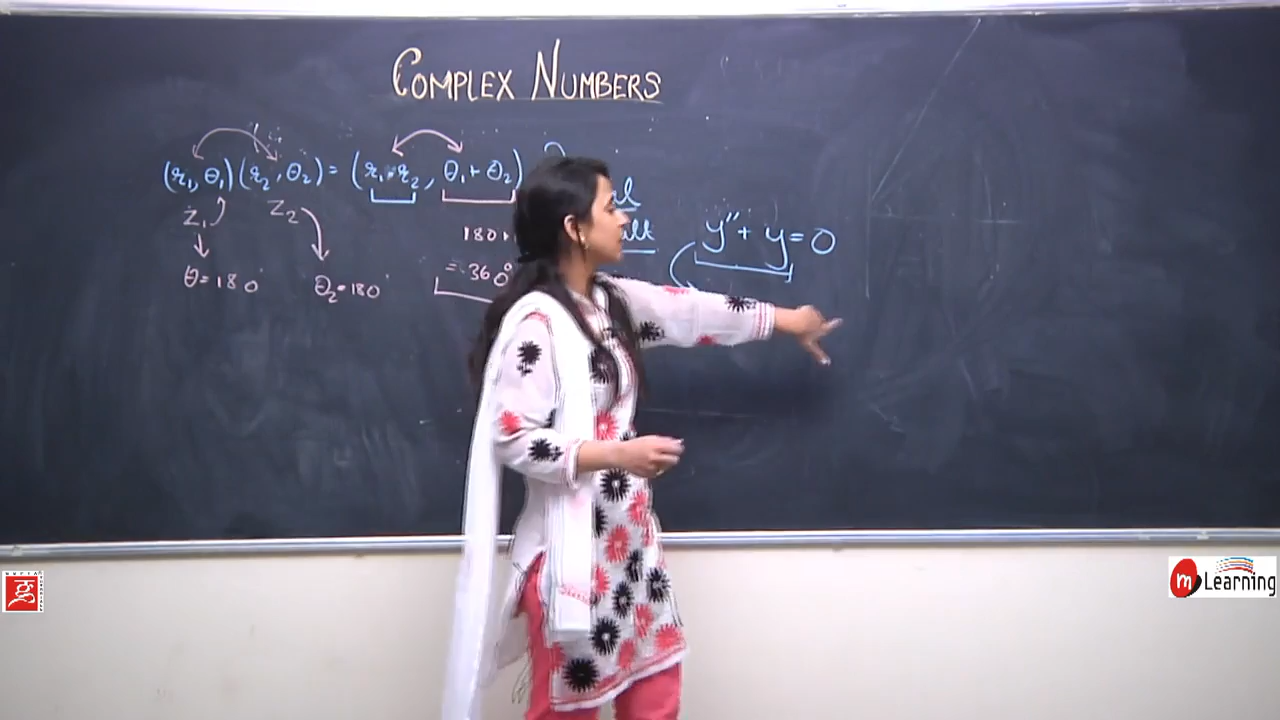 COMPLEX NUMBERS
(r₁, θ₁)(r₂, θ₂) = (r₁·r₂, θ₁+θ₂)
Z₁ Z₂
y″ + y = 0
180+
θ = 180° θ₂ = 180° = 360°
m Learning